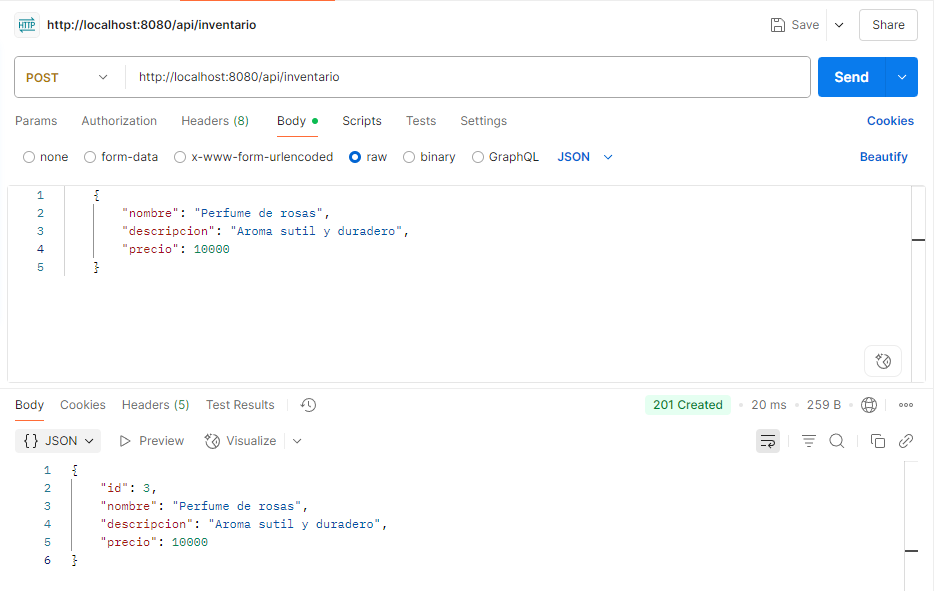 HTTP http://localhost:8080/api/inventario Save Share
POST http://localhost:8080/api/inventario Send
Params Authorization Headers (8) Body Scripts Tests Settings Cookies
none form-data x-www-form-urlencoded raw binary GraphQL JSON Beautify
1 {
2 "nombre": "Perfume de rosas",
3 "descripcion": "Aroma sutil y duradero",
4 "precio": 10000
5 }
Body Cookies Headers (5) Test Results 201 Created 20 ms 259 B
{} JSON Preview Visualize
1 {
2 "id": 3,
3 "nombre": "Perfume de rosas",
4 "descripcion": "Aroma sutil y duradero",
5 "precio": 10000
6 }